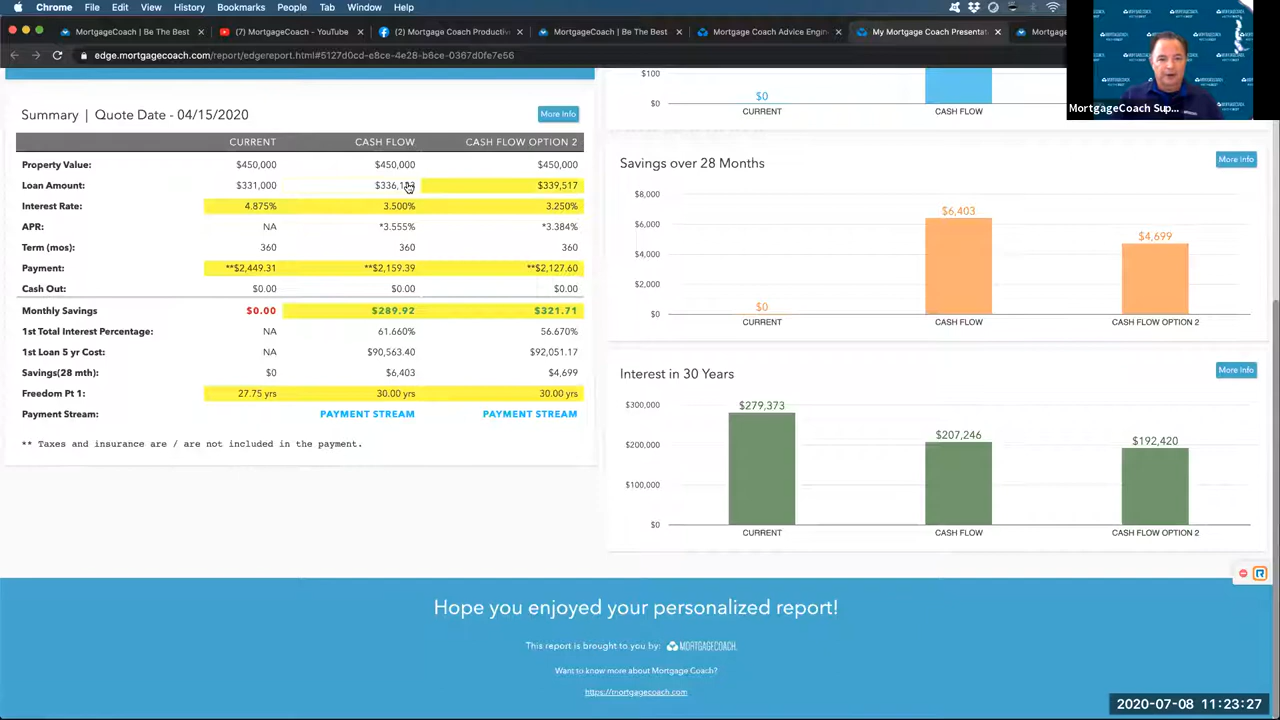 Chrome File Edit View History Bookmarks People Tab Window Help
MortgageCoach | Be The Best
MortgageCoach - YouTube
(2) Mortgage Coach Productiv
MortgageCoach | Be The Best
Mortgage Coach Advice Engin
My Mortgage Coach Presentat
MortgageCoach
edge.mortgagecoach.com/report/edgereport.html
MortgageCoach Sup...
Summary | Quote Date - 04/15/2020
More Info
CURRENT CASH FLOW CASH FLOW OPTION 2
Property Value: $450,000 $450,000 $450,000
Loan Amount: $331,000 $339,517
Interest Rate: 4.875% 3.500% 3.250%
APR: NA *3.555% *3.384%
Term (mos): 360 360 360
Payment: **$2,449.31 **$2,159.39 **$2,127.60
Cash Out: $0.00 $0.00 $0.00
Monthly Savings $0.00 $289.92 $321.71
1st Total Interest Percentage: NA 61.660% 56.670%
1st Loan 5 yr Cost: NA $90,563.40 $92,051.17
Savings(28 mth): $0 $6,403 $4,699
Freedom Pt 1: 27.75 yrs 30.00 yrs 30.00 yrs
Payment Stream: PAYMENT STREAM PAYMENT STREAM
** Taxes and insurance are / are not included in the payment.
$100
$0
$0
CURRENT CASH FLOW CASH FLOW OPTION 2
Savings over 28 Months
More Info
$8,000
$6,000
$4,000
$2,000
$0
$0 $6,403 $4,699
CURRENT CASH FLOW CASH FLOW OPTION 2
Interest in 30 Years
More Info
$300,000
$200,000
$100,000
$0
$279,373 $207,246 $192,420
CURRENT CASH FLOW CASH FLOW OPTION 2
Hope you enjoyed your personalized report!
This report is brought to you by: MORTGAGECOACH
Want to know more about Mortgage Coach?
https://mortgagecoach.com
2020-07-08 11:23:27